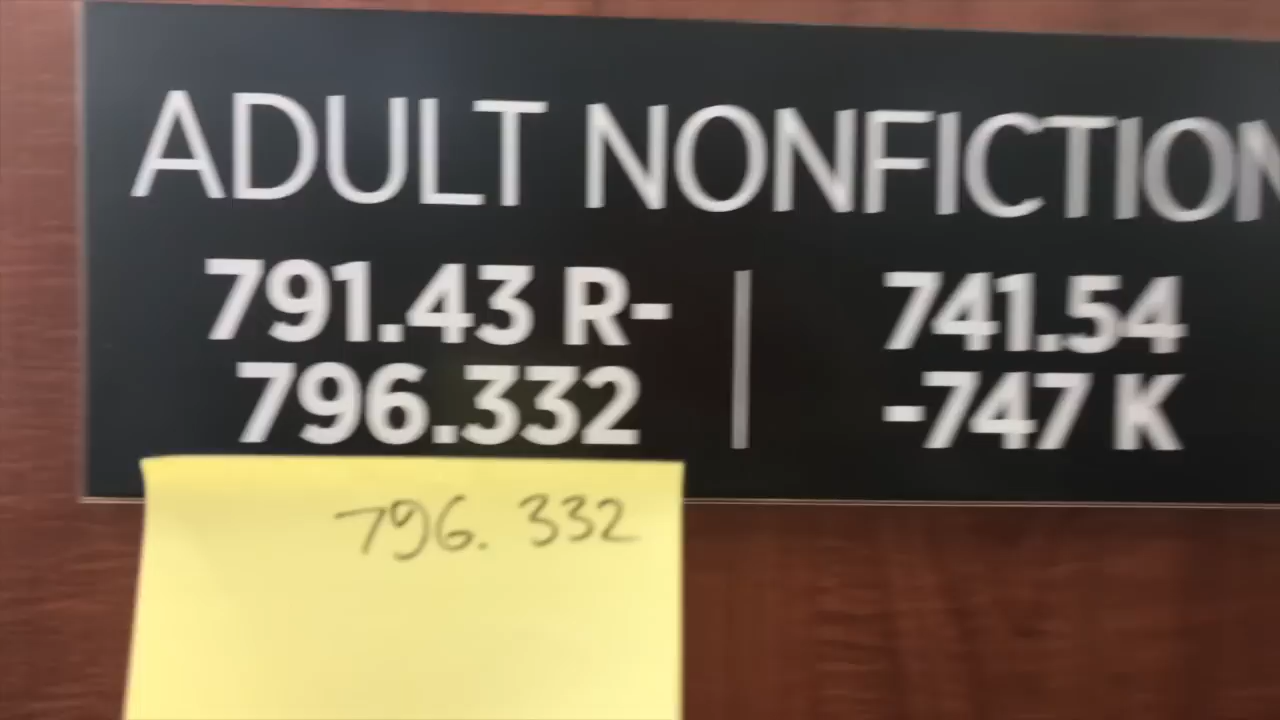 ADULT NONFICTION
791.43 R-
796.332
741.54
-747 K
796. 332